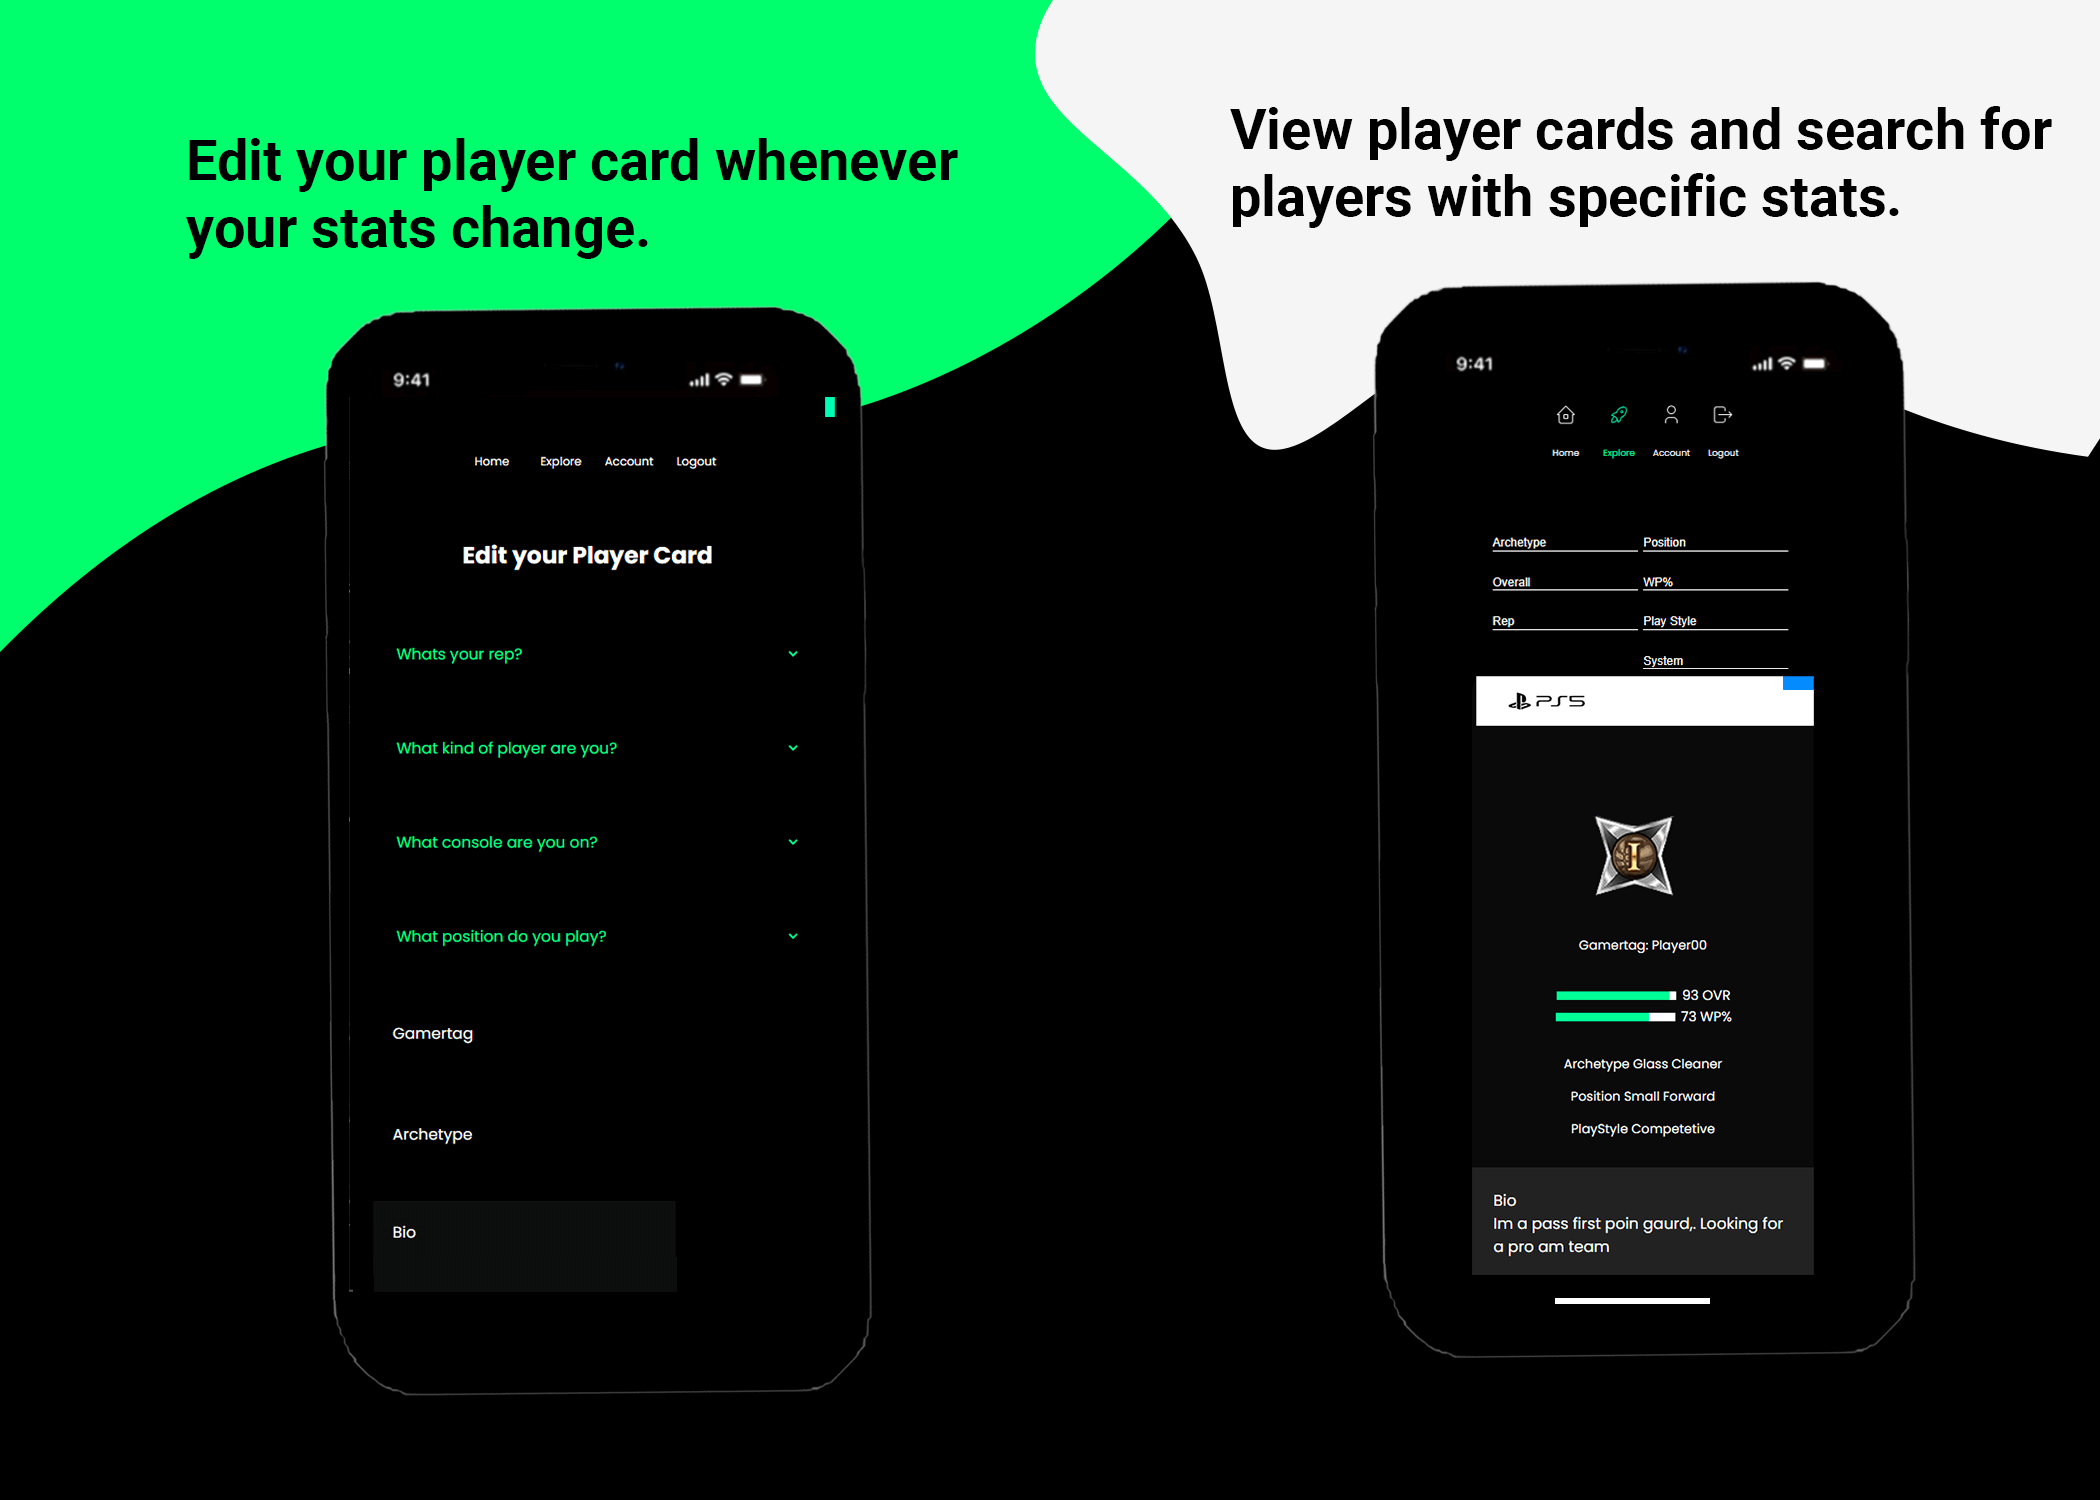 Edit your player card whenever
your stats change.
9:41
Home Explore Account Logout
Edit your Player Card
Whats your rep?
What kind of player are you?
What console are you on?
What position do you play?
Gamertag
Archetype
Bio
View player cards and search for
players with specific stats.
9:41
Home Explore Account Logout
Archetype Position
Overall WP%
Rep Play Style
System
PS5
I
Gamertag: Player00
93 OVR
73 WP%
Archetype Glass Cleaner
Position Small Forward
PlayStyle Competetive
Bio
Im a pass first poin gaurd,. Looking for
a pro am team